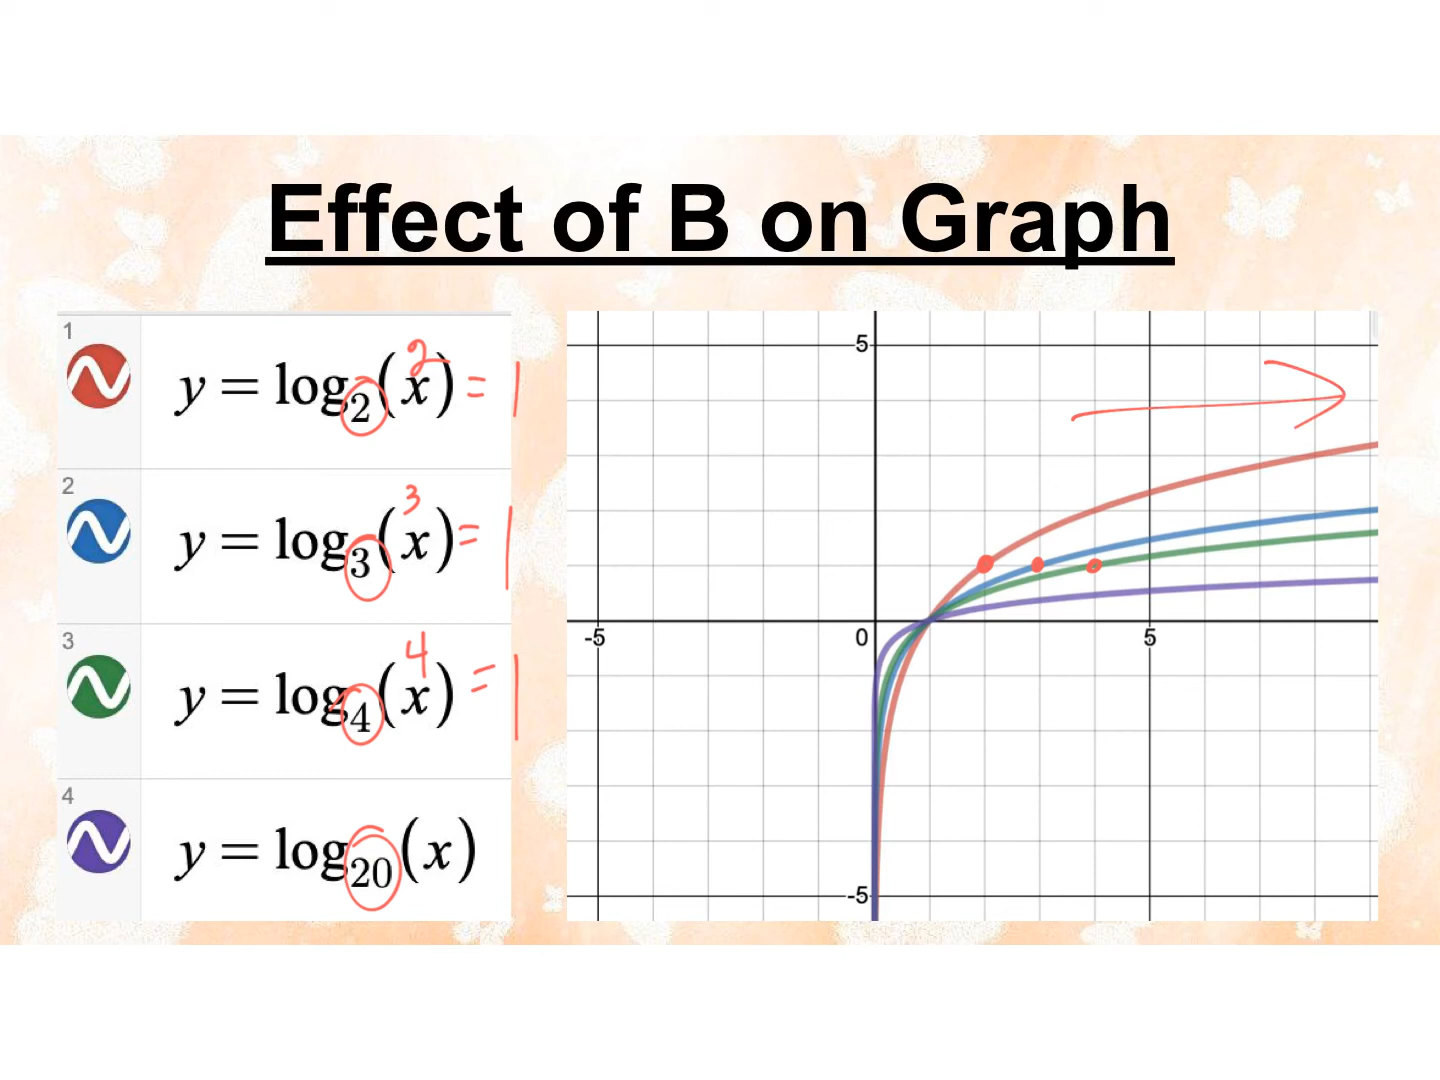 Effect of B on Graph
1
2
y = log₂(x) = 1
2
3
y = log₃(x) = 1
3
4
y = log₄(x) = 1
4
y = log₂₀(x)
5
-5
0
5
-5